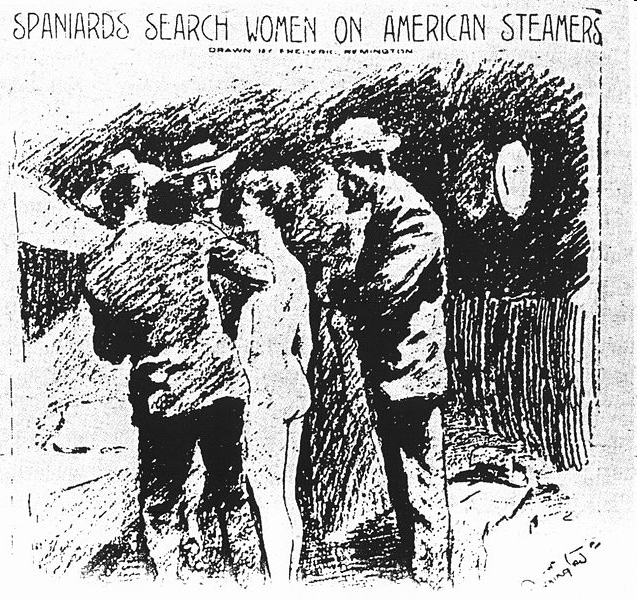 SPANIARDS SEARCH WOMEN ON AMERICAN STEAMERS
DRAWN BY FREDERIC REMINGTON